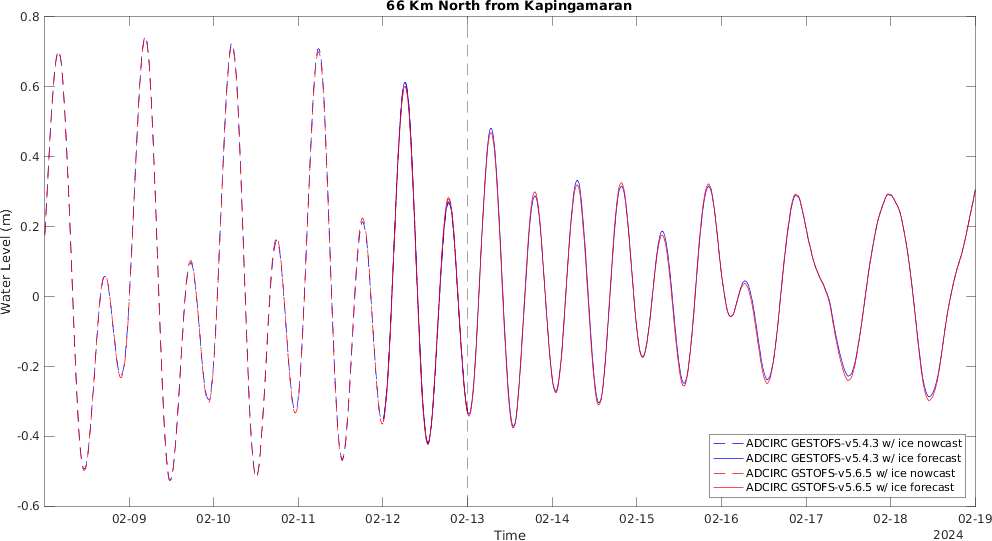 66 Km North from Kapingamaran
0.8
0.6
0.4
0.2
0
-0.2
-0.4
-0.6
Water Level (m)
ADCIRC GESTOFS-v5.4.3 w/ ice nowcast
ADCIRC GESTOFS-v5.4.3 w/ ice forecast
ADCIRC GSTOFS-v5.6.5 w/ ice nowcast
ADCIRC GSTOFS-v5.6.5 w/ ice forecast
02-09 02-10 02-11 02-12 02-13 02-14 02-15 02-16 02-17 02-18 02-19
Time
2024